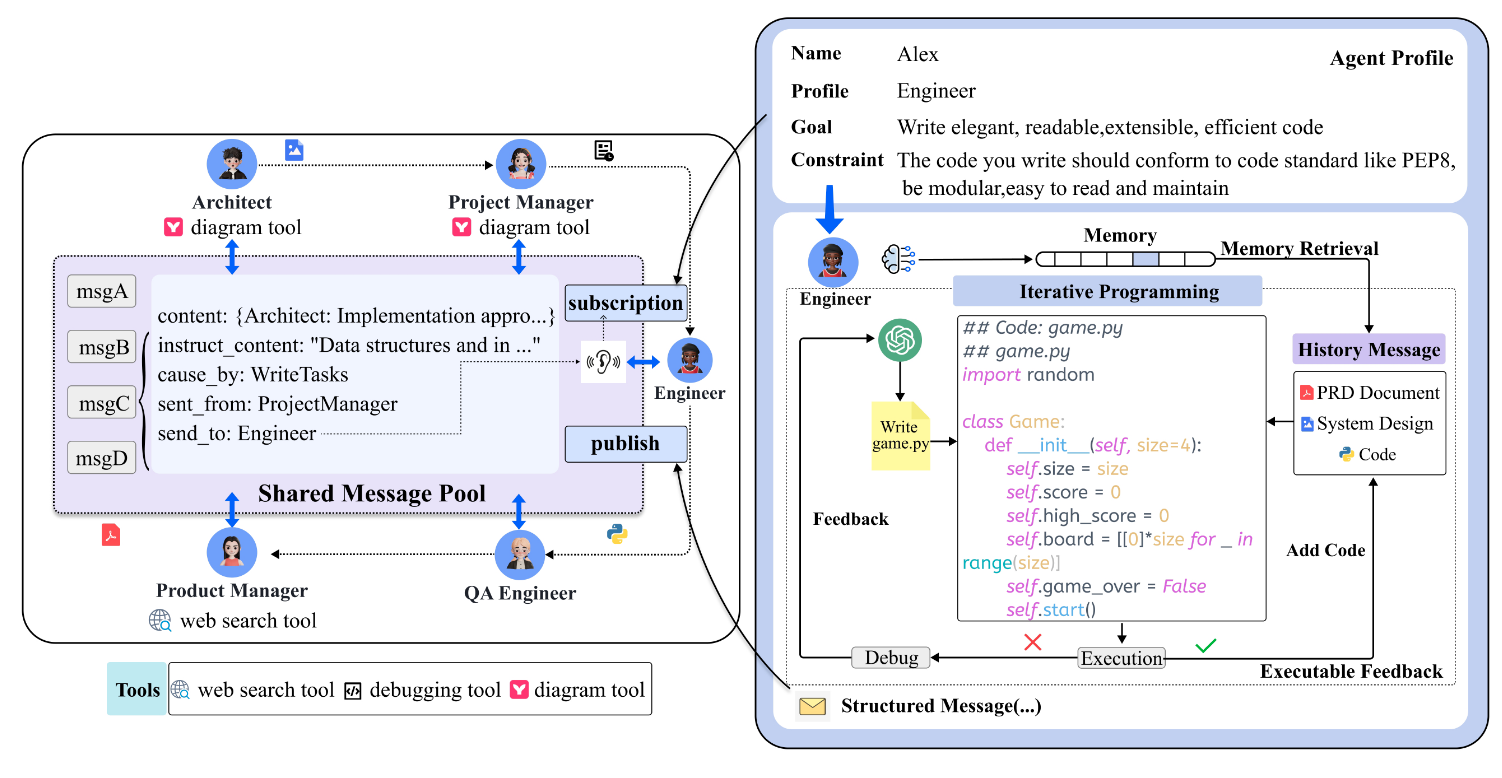 Architect
diagram tool
Project Manager
diagram tool
msgA
msgB
msgC
msgD
content: {Architect: Implementation appro...}
instruct_content: "Data structures and in ..."
cause_by: WriteTasks
sent_from: ProjectManager
send_to: Engineer
Shared Message Pool
subscription
publish
Engineer
Product Manager
web search tool
QA Engineer
Tools
web search tool
debugging tool
diagram tool
Agent Profile
Name Alex
Profile Engineer
Goal Write elegant, readable,extensible, efficient code
Constraint The code you write should conform to code standard like PEP8,
be modular,easy to read and maintain
Engineer
Memory
Memory Retrieval
Iterative Programming
Write
game.py
## Code: game.py
## game.py
import random
class Game:
def __init__(self, size=4):
self.size = size
self.score = 0
self.high_score = 0
self.board = [[0]*size for _ in
range(size)]
self.game_over = False
self.start()
History Message
PRD Document
System Design
Code
Feedback
Add Code
Debug
Execution
Executable Feedback
Structured Message(...)